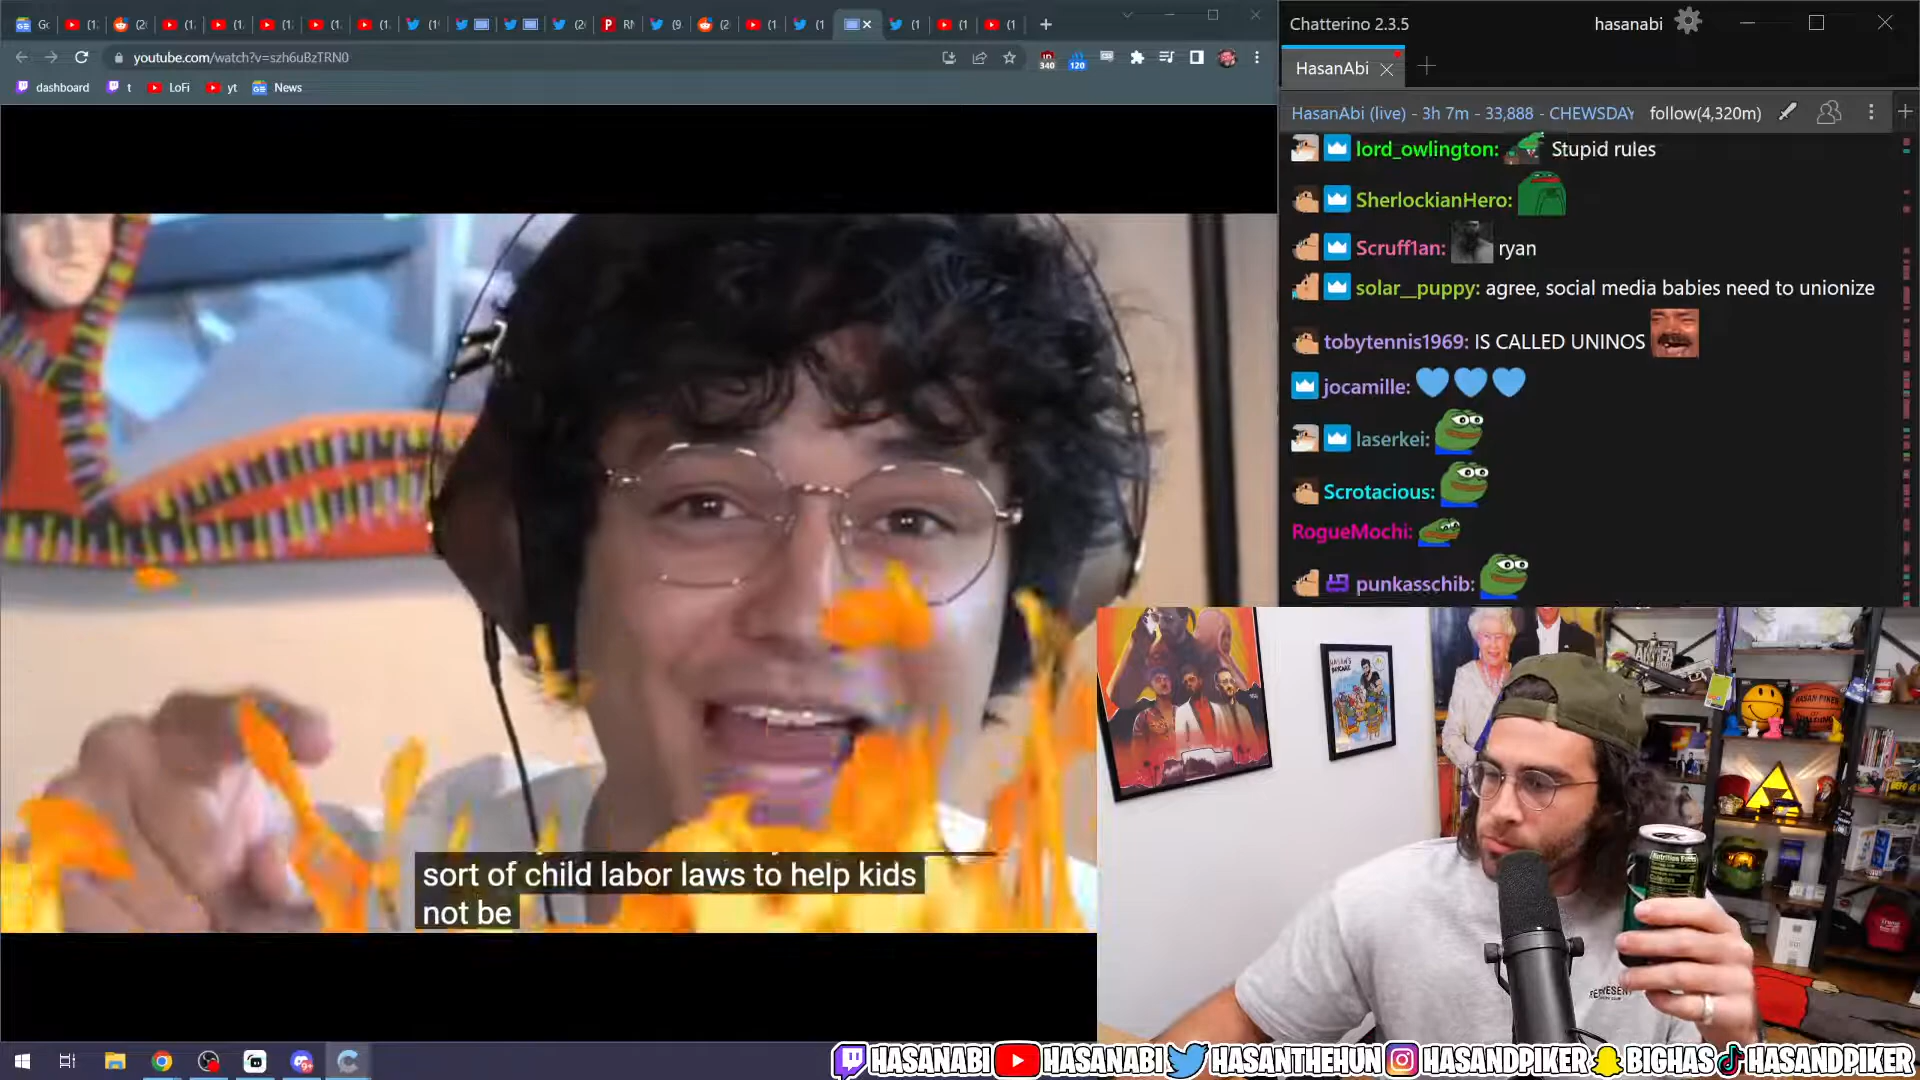 youtube.com/watch?v=szh6uBzTRN0
340
120
dashboard
t
LoFi
yt
News
sort of child labor laws to help kids
not be
Chatterino 2.3.5
hasanabi
HasanAbi
HasanAbi (live) - 3h 7m - 33,888 - CHEWSDAY
follow(4,320m)
lord_owlington: Stupid rules
SherlockianHero:
Scruff1an: ryan
solar__puppy: agree, social media babies need to unionize
tobytennis1969: IS CALLED UNINOS
jocamille:
laserkei:
Scrotacious:
RogueMochi:
punkasschib:
HASANABI HASANABI HASANTHEHUN HASANDPIKER BIGHAS HASANDPIKER